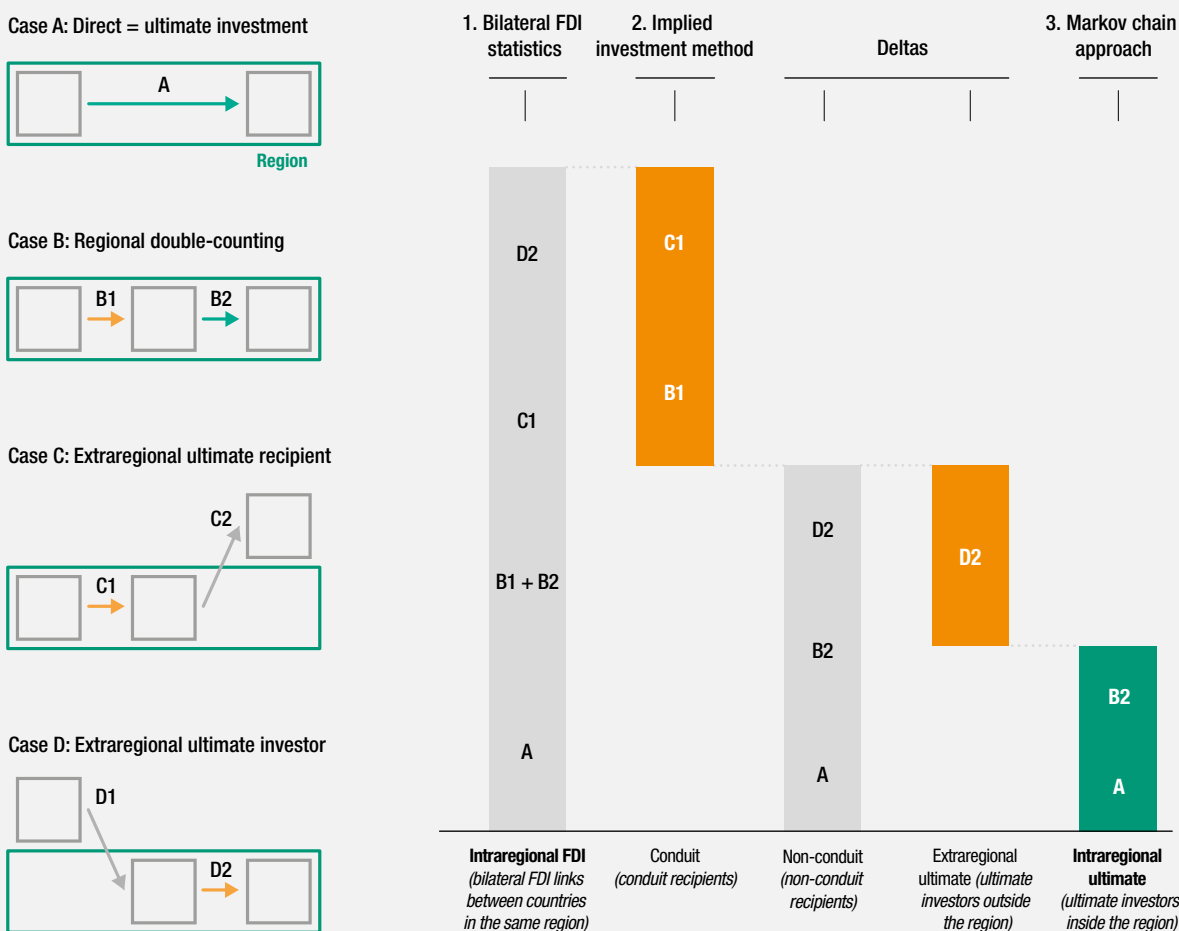 Case A: Direct = ultimate investment
A
Region
Case B: Regional double-counting
B1
B2
Case C: Extraregional ultimate recipient
C2
C1
Case D: Extraregional ultimate investor
D1
D2
1. Bilateral FDI
statistics
2. Implied
investment method
Deltas
3. Markov chain
approach
D2
C1
B1 + B2
A
C1
B1
D2
B2
A
D2
B2
A
Intraregional FDI
(bilateral FDI links
between countries
in the same region)
Conduit
(conduit recipients)
Non-conduit
(non-conduit
recipients)
Extraregional
ultimate (ultimate
investors outside
the region)
Intraregional
ultimate
(ultimate investors
inside the region)